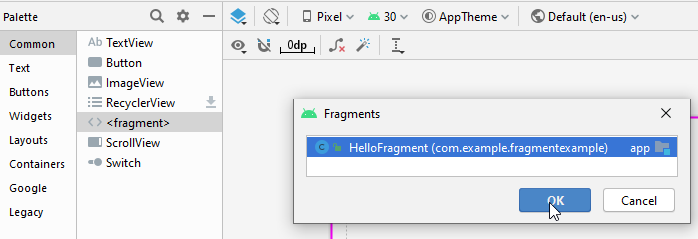 Palette
Pixel
30
AppTheme
Default (en-us)
Common
Text
Buttons
Widgets
Layouts
Containers
Google
Legacy
Ab TextView
Button
ImageView
RecyclerView
<fragment>
ScrollView
Switch
0dp
Fragments
C HelloFragment (com.example.fragmentexample) app
OK
Cancel